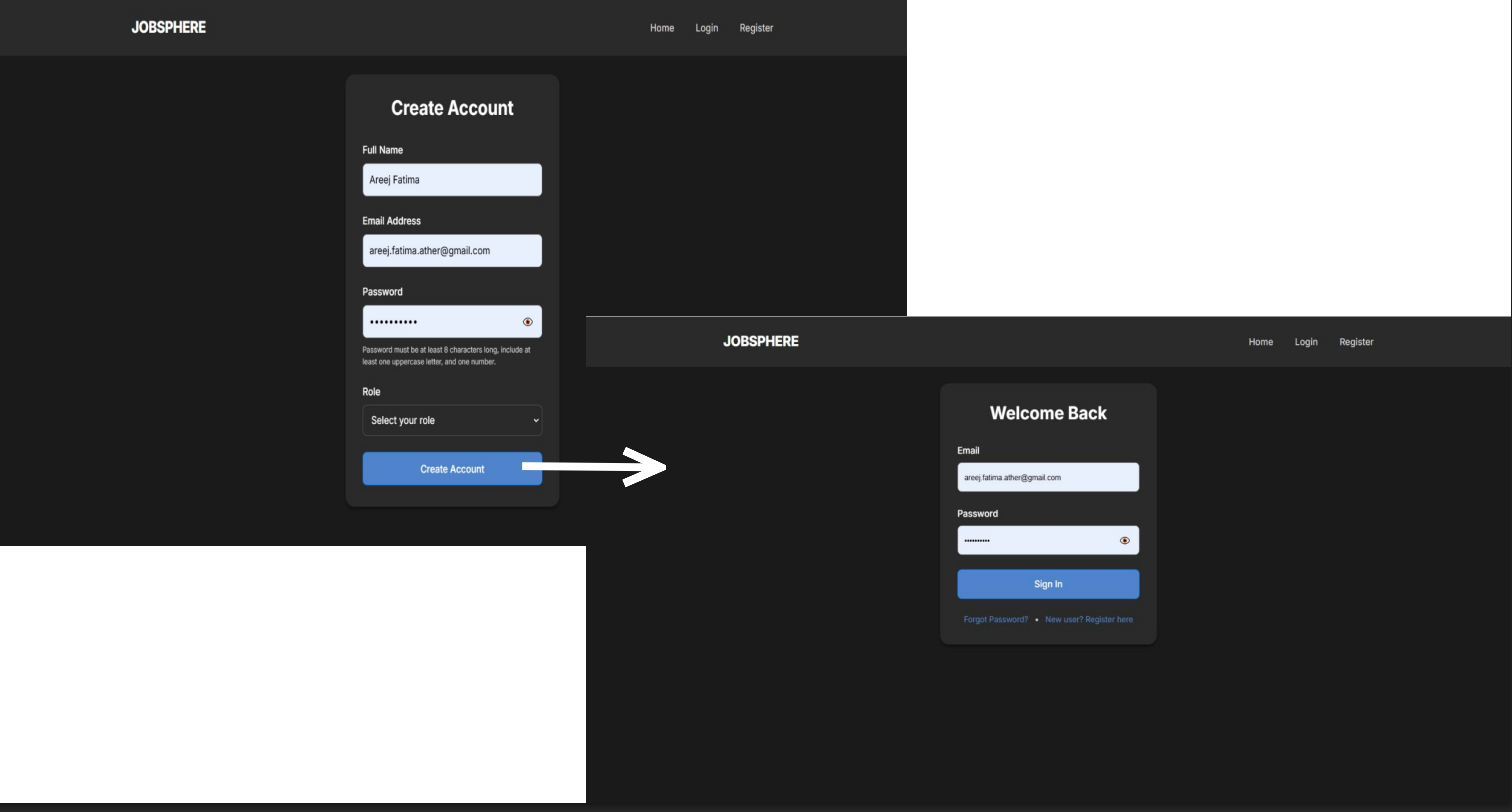 JOBSPHERE
Home Login Register
Create Account
Full Name
Areej Fatima
Email Address
areej.fatima.ather@gmail.com
Password
••••••••••
Password must be at least 8 characters long, include at
least one uppercase letter, and one number.
Role
Select your role
Create Account
JOBSPHERE
Home Login Register
Welcome Back
Email
areej.fatima.ather@gmail.com
Password
••••••••••
Sign In
Forgot Password? • New user? Register here